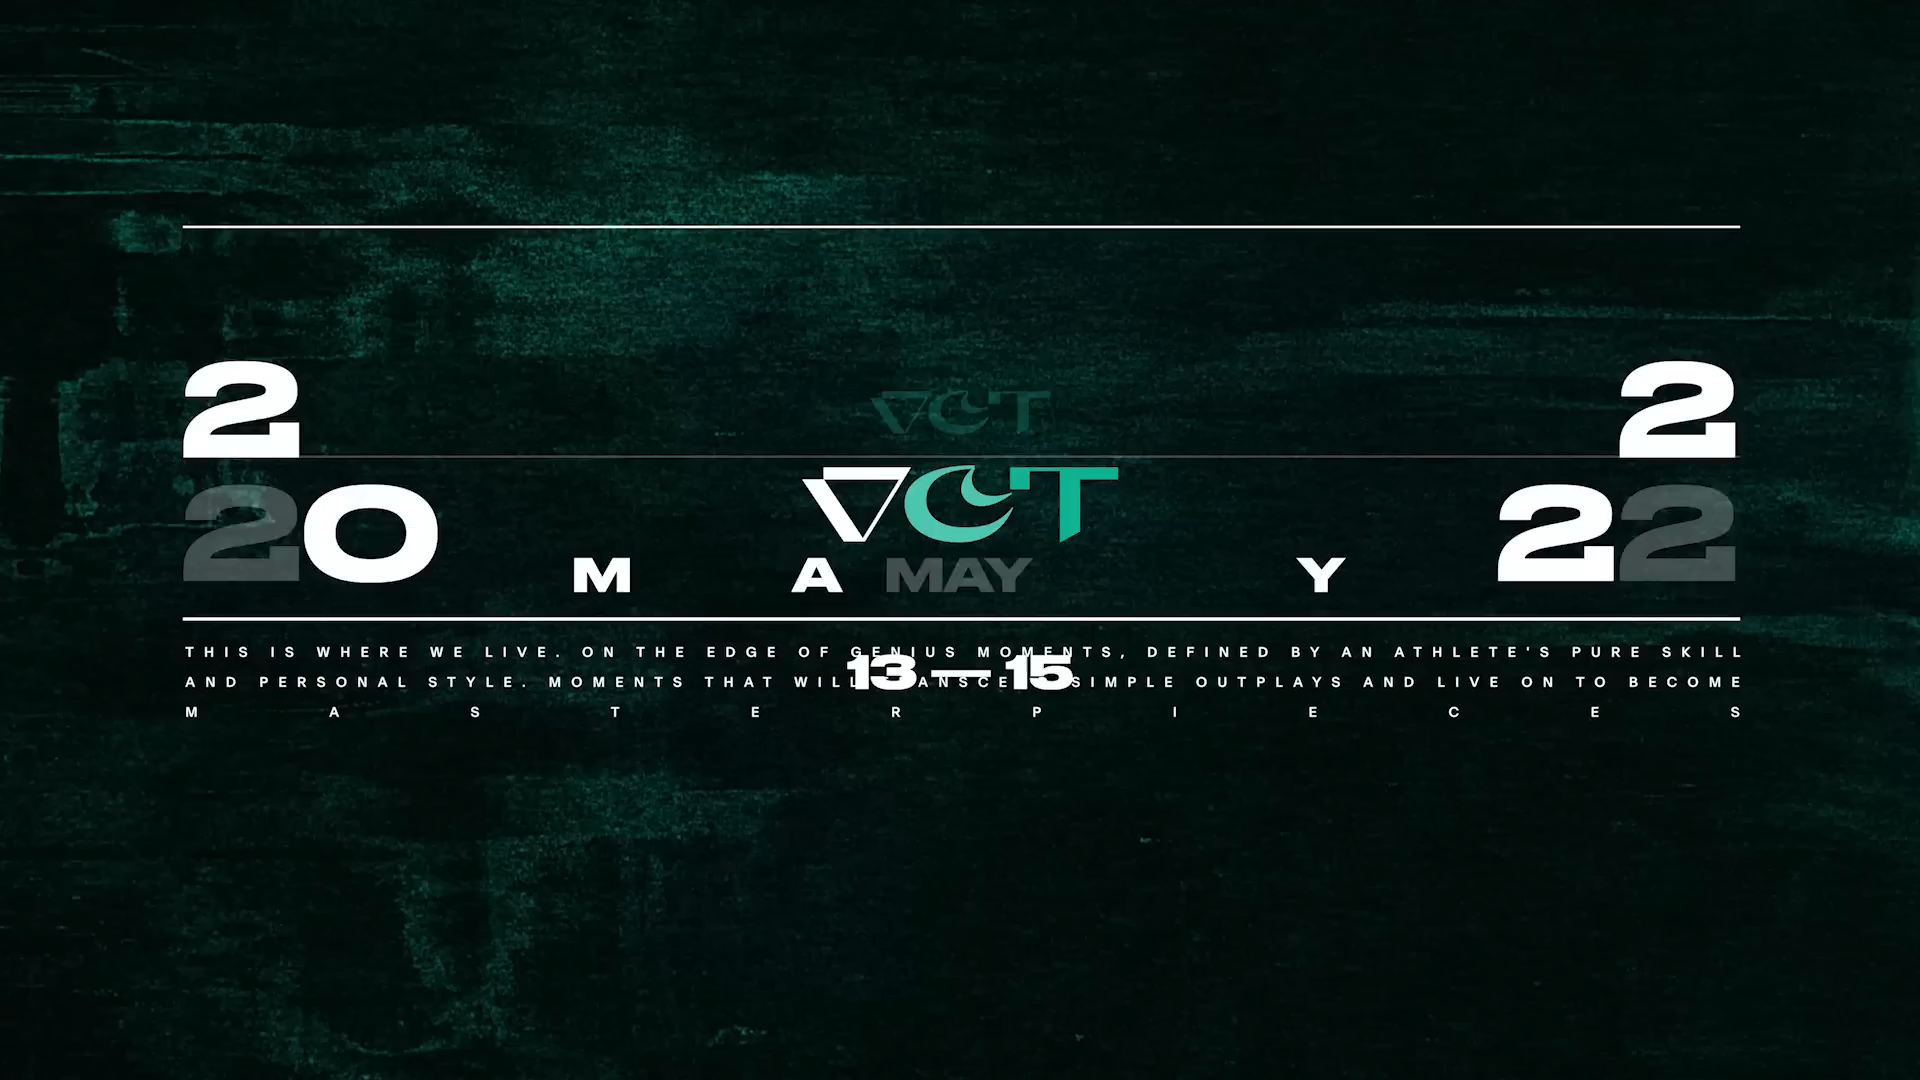 2 2
VCT
VCT
20 22
M A MAY Y
THIS IS WHERE WE LIVE. ON THE EDGE OF GENIUS MOMENTS, DEFINED BY AN ATHLETE'S PURE SKILL
13 — 15
AND PERSONAL STYLE. MOMENTS THAT WILL SIMPLE OUTPLAYS AND LIVE ON TO BECOME
MASTERPIECES